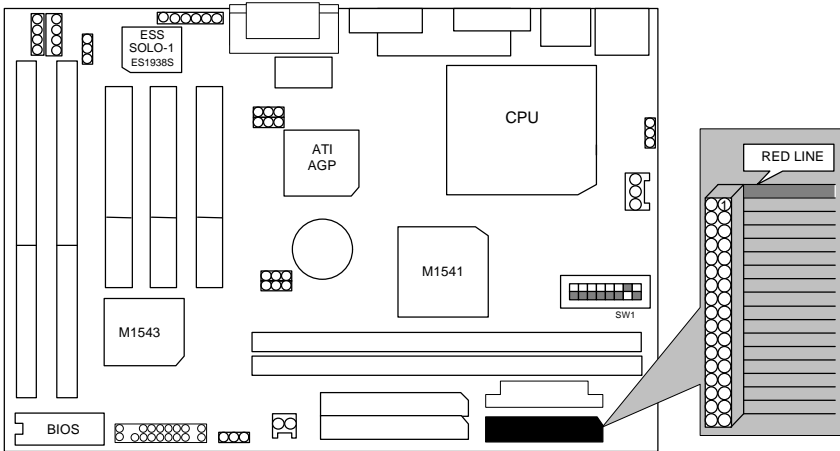 ESS
SOLO-1
ES1938S
CPU
ATI
AGP
RED LINE
1
M1541
SW1
M1543
BIOS